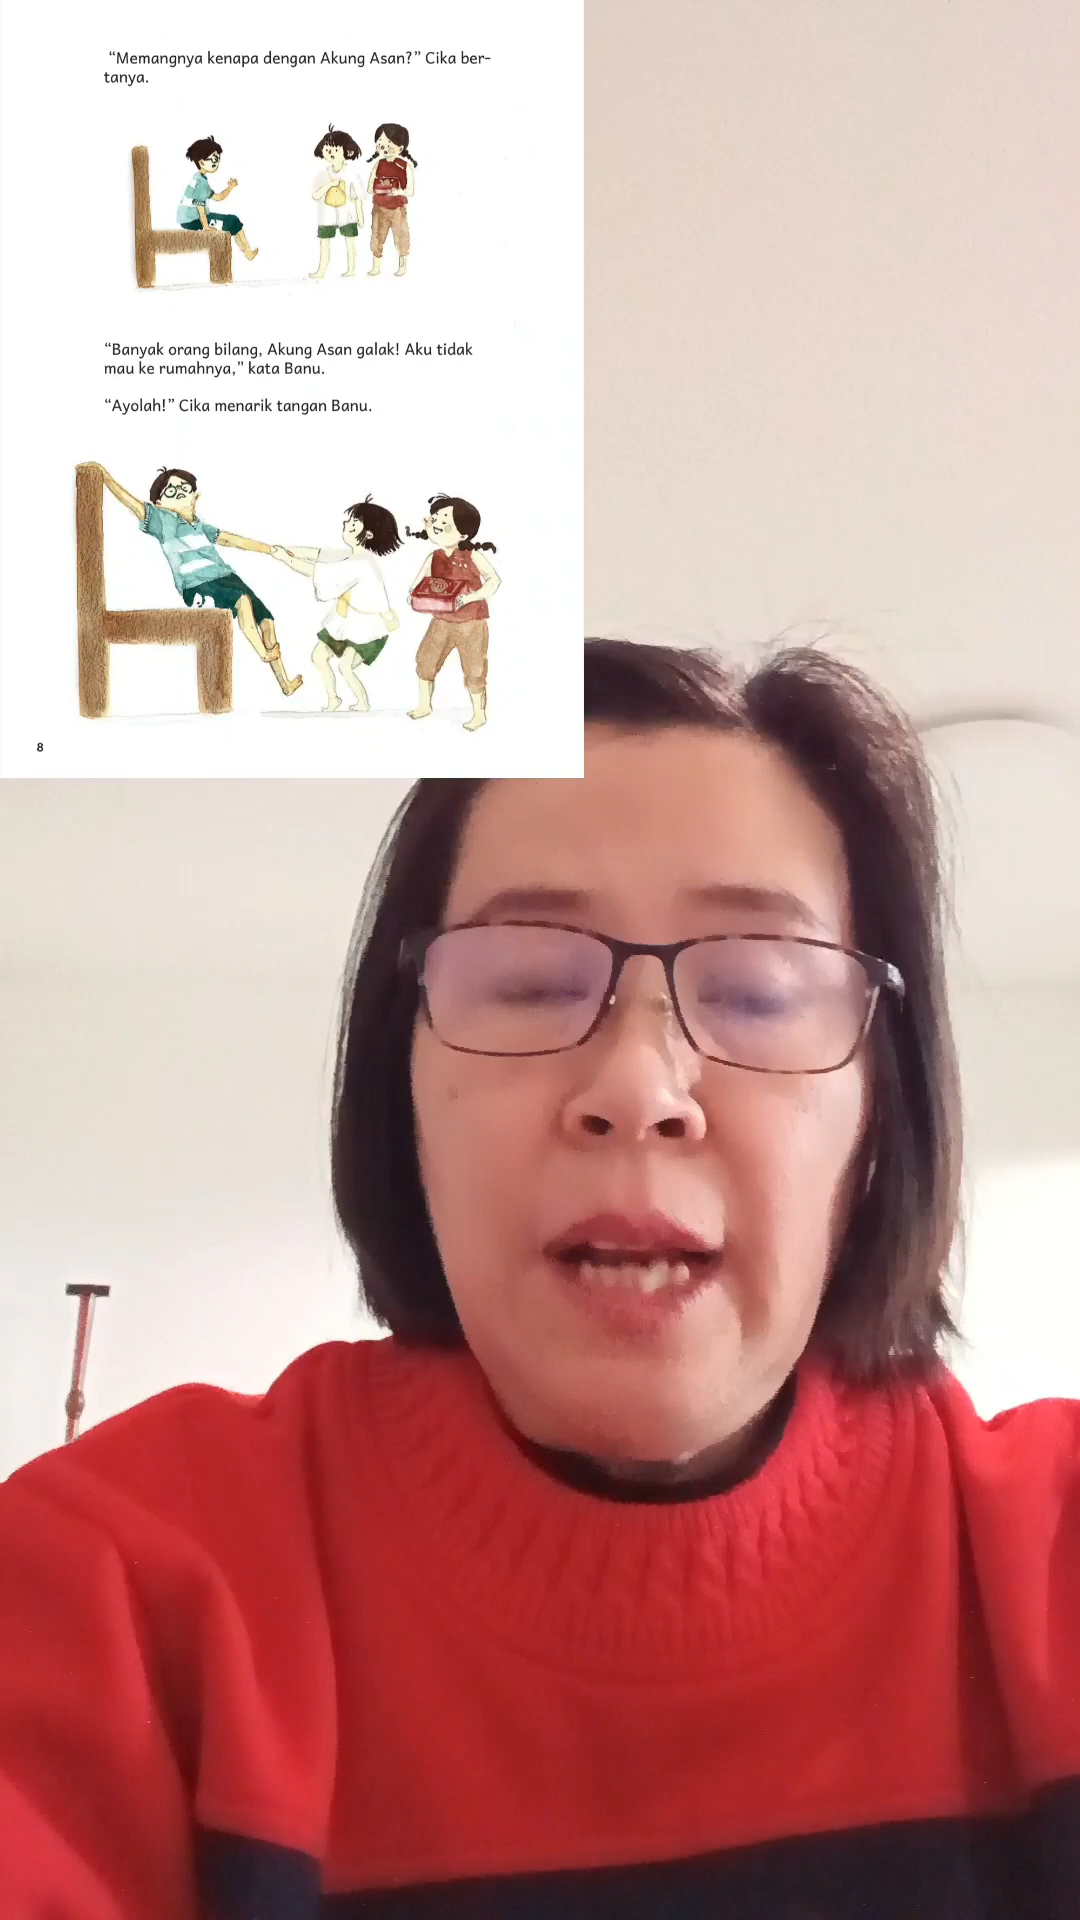 “Memangnya kenapa dengan Akung Asan?” Cika ber-
tanya.
“Banyak orang bilang, Akung Asan galak! Aku tidak
mau ke rumahnya,” kata Banu.
“Ayolah!” Cika menarik tangan Banu.
8